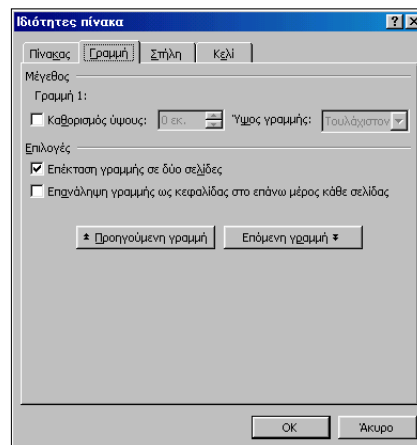 Ιδιότητες πίνακα
Πίνακας Γραμμή Στήλη Κελί
Μέγεθος
Γραμμή 1:
Καθορισμός ύψους: 0 εκ. Ύψος γραμμής: Τουλάχιστον
Επιλογές
Επέκταση γραμμής σε δύο σελίδες
Επανάληψη γραμμής ως κεφαλίδας στο επάνω μέρος κάθε σελίδας
Προηγούμενη γραμμή Επόμενη γραμμή
OK Άκυρο